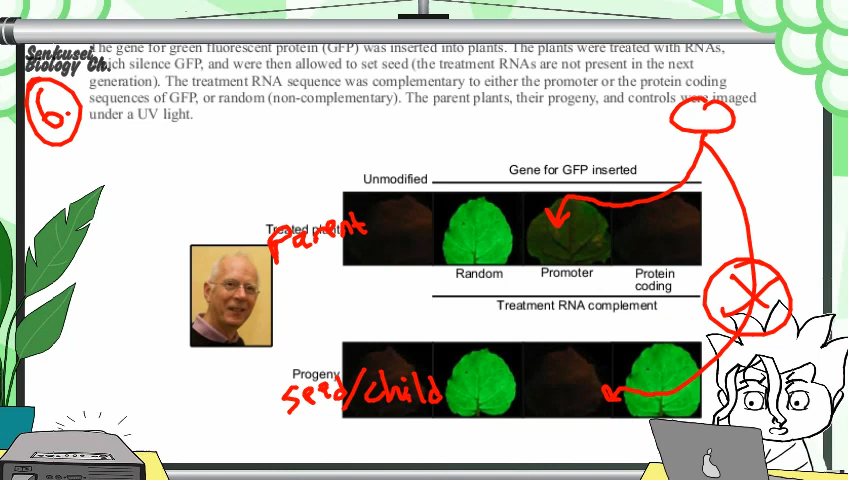 The gene for green fluorescent protein (GFP) was inserted into plants. The plants were treated with RNAs,
which silence GFP, and were then allowed to set seed (the treatment RNAs are not present in the next
generation). The treatment RNA sequence was complementary to either the promoter or the protein coding
sequences of GFP, or random (non-complementary). The parent plants, their progeny, and controls were imaged
under a UV light.
Senkusei
Biology Ch.
6.
Gene for GFP inserted
Unmodified
Treated plant
Parent
Random
Promoter
Protein
coding
Treatment RNA complement
Progeny
Seed/child